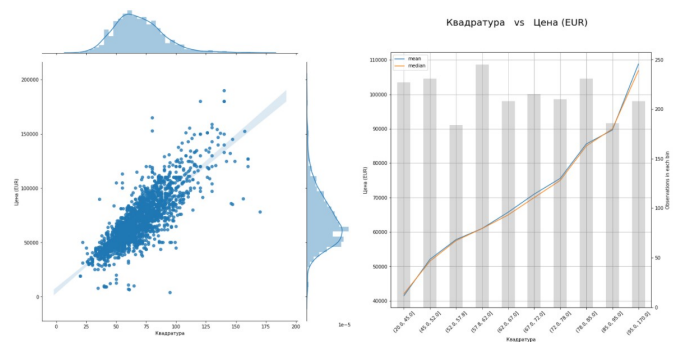 Квадратура vs Цена (EUR)
200000
150000
100000
50000
0
Цена (EUR)
0 25 50 75 100 125 150 175 200
Квадратура
1e-5
mean
median
110000
100000
90000
80000
70000
60000
50000
40000
Цена (EUR)
250
200
150
100
50
0
Observations in each bin
(20.0, 45.0]
(45.0, 52.0]
(52.0, 57.8]
(57.8, 62.0]
(62.0, 67.0]
(67.0, 72.0]
(72.0, 78.0]
(78.0, 85.0]
(85.0, 95.0]
(95.0, 170.0]
Квадратура